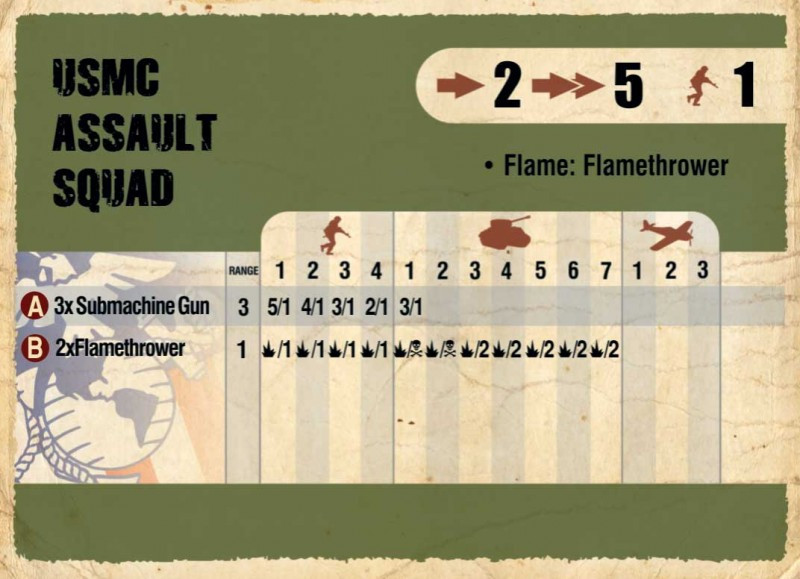 USMC
ASSAULT
SQUAD
2 5 1
• Flame: Flamethrower
RANGE 1 2 3 4 1 2 3 4 5 6 7 1 2 3
A 3x Submachine Gun 3 5/1 4/1 3/1 2/1 3/1
B 2xFlamethrower 1 /1 /1 /1 /1 / / /2 /2 /2 /2 /2